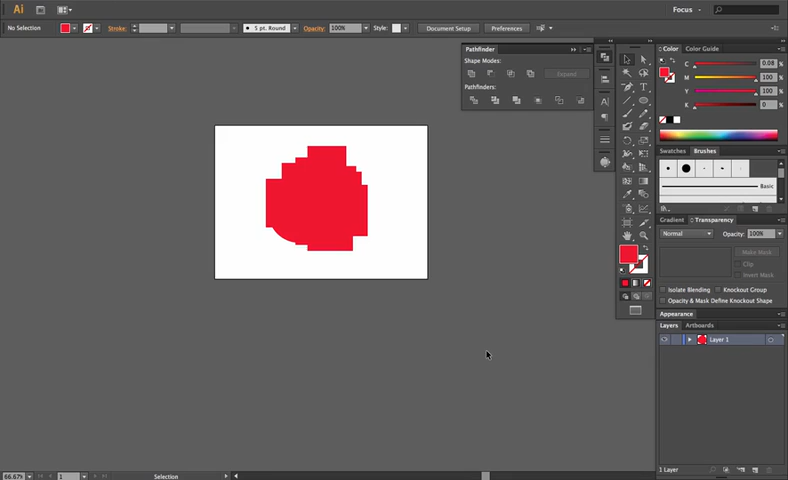 Ai
Focus
No Selection
Stroke:
5 pt. Round
Opacity:
100%
Style:
Document Setup
Preferences
Pathfinder
Shape Modes:
Expand
Pathfinders:
Color
Color Guide
C
0.08
%
M
100
%
Y
100
%
K
0
%
Swatches
Brushes
Basic
Gradient
Transparency
Normal
Opacity:
100%
Make Mask
Clip
Invert Mask
Isolate Blending
Knockout Group
Opacity & Mask Define Knockout Shape
Appearance
Layers
Artboards
Layer 1
66.67%
1
Selection
1 Layer